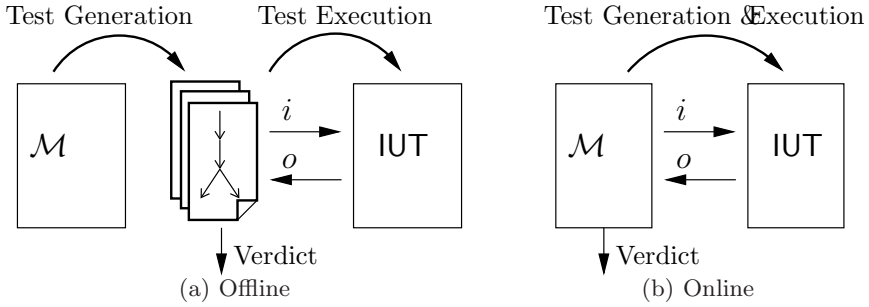 Test Generation
Test Execution
M
i
o
IUT
Verdict
(a) Offline
Test Generation & Execution
M
i
o
IUT
Verdict
(b) Online